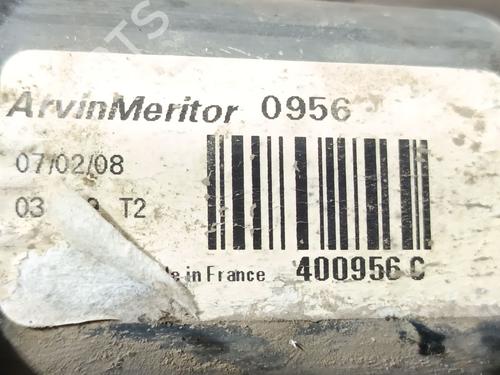 ArvinMeritor 0956
07/02/08
03 T2
in France 400956 C